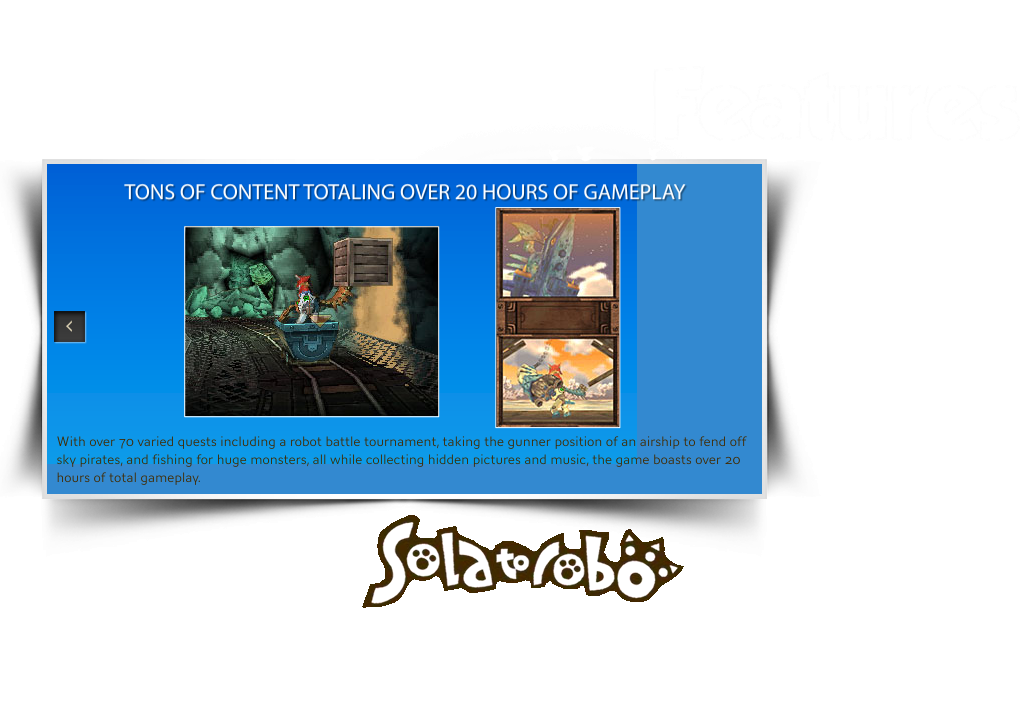 TONS OF CONTENT TOTALING OVER 20 HOURS OF GAMEPLAY
With over 70 varied quests including a robot battle tournament, taking the gunner position of an airship to fend off
sky pirates, and fishing for huge monsters, all while collecting hidden pictures and music, the game boasts over 20
hours of total gameplay.
Solatorobo